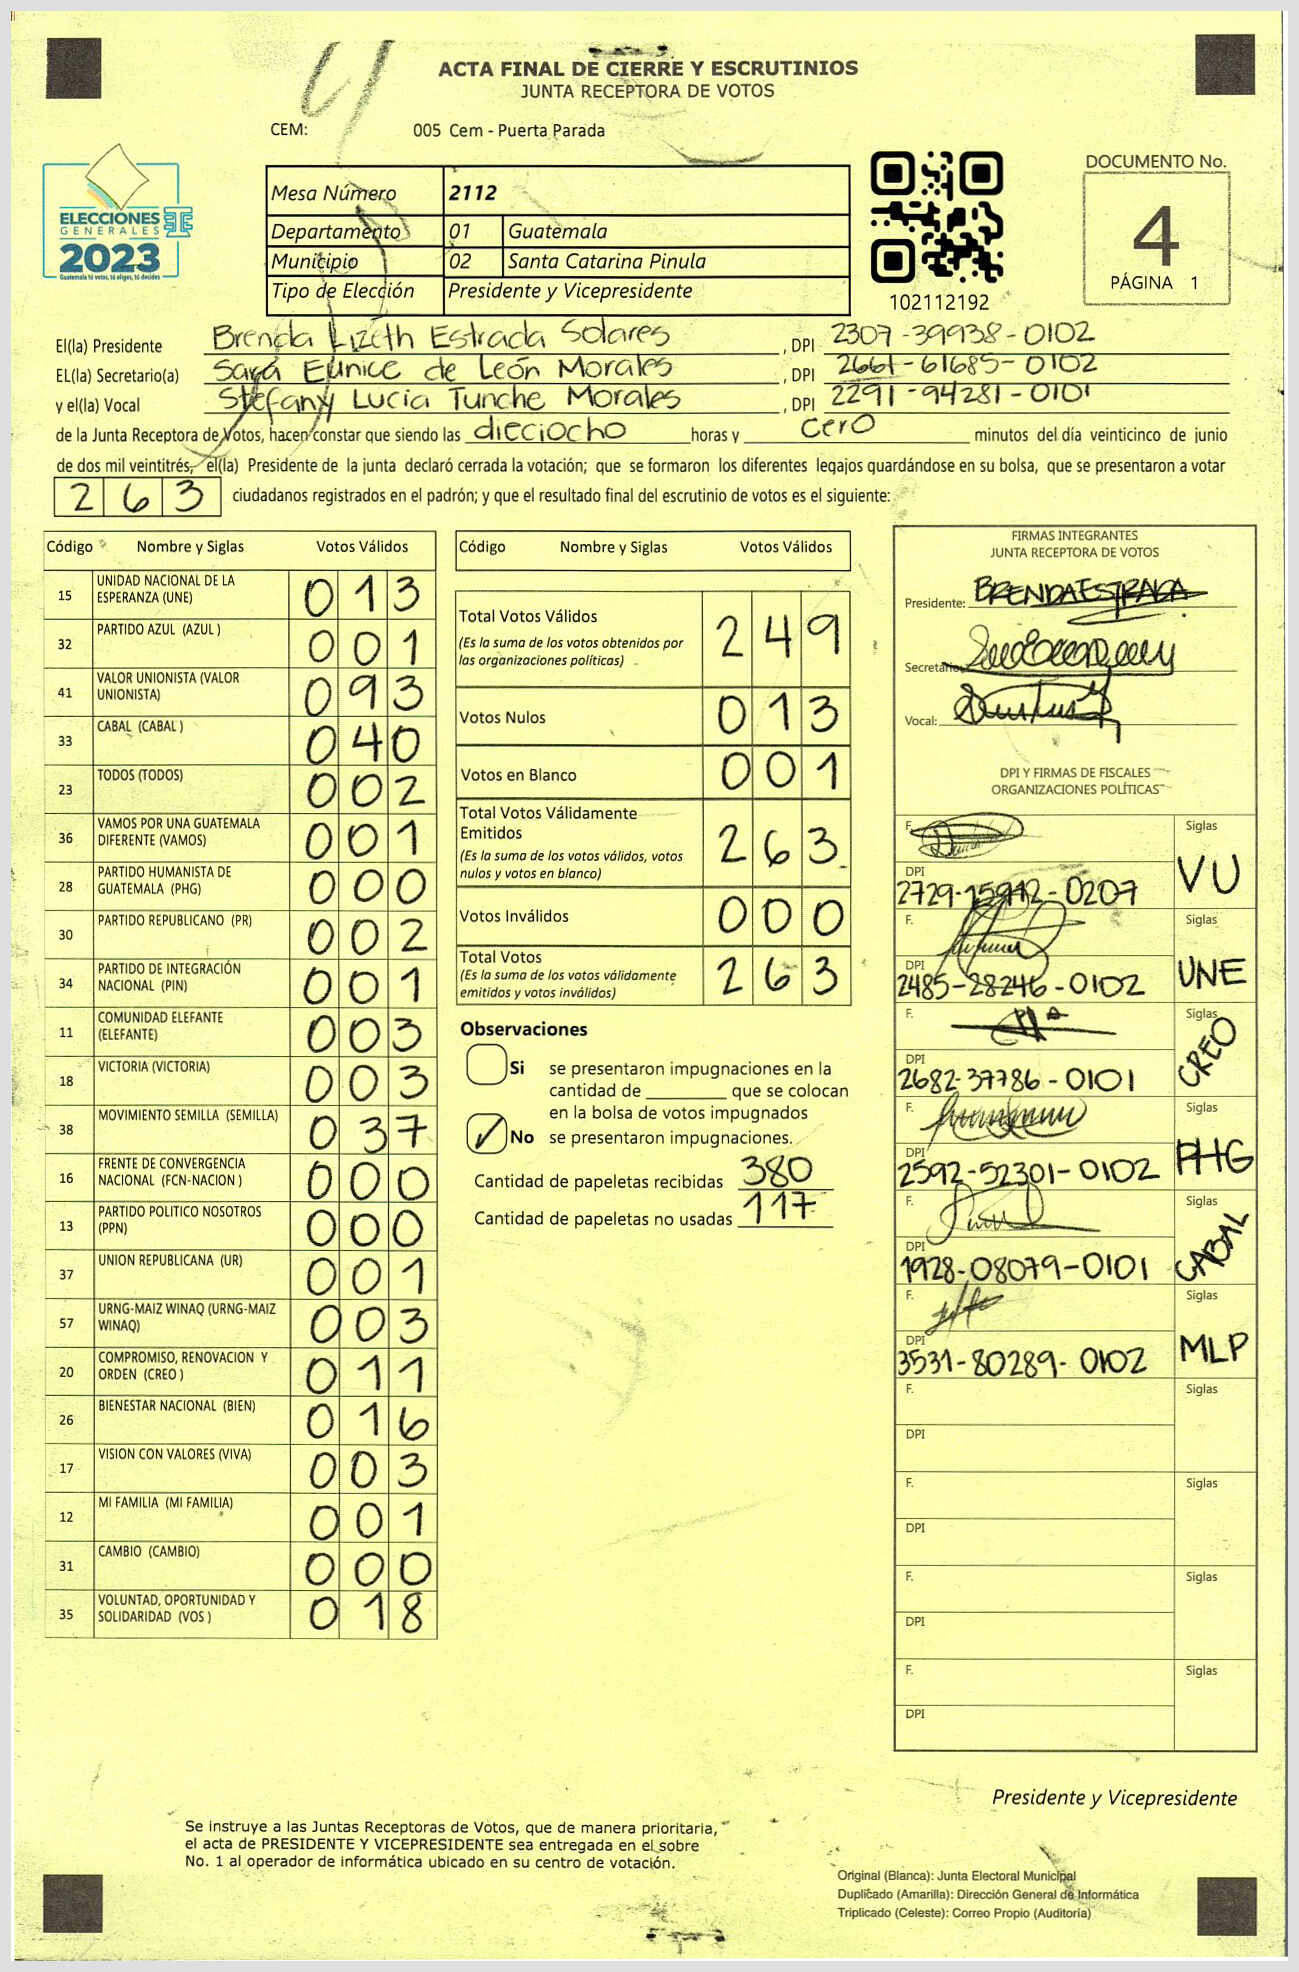 ACTA FINAL DE CIERRE Y ESCRUTINIOS
JUNTA RECEPTORA DE VOTOS
CEM: 005 Cem - Puerta Parada
ELECCIONES
GENERALES
2023
Guatemala tú votas, tú eliges, tú decides
Mesa Número 2112
Departamento 01 Guatemala
Municipio 02 Santa Catarina Pinula
Tipo de Elección Presidente y Vicepresidente
102112192
DOCUMENTO No.
4
PÁGINA 1
El(la) Presidente Brenda Lizeth Estrada Solares , DPI 2307-39938-0102
EL(la) Secretario(a) Sara Eunice de León Morales , DPI 2661-61685-0102
y el(la) Vocal Stefany Lucia Tunche Morales , DPI 2291-94281-0101
de la Junta Receptora de Votos, hacen constar que siendo las dieciocho horas y cero minutos del día veinticinco de junio
de dos mil veintitrés, el(la) Presidente de la junta declaró cerrada la votación; que se formaron los diferentes legajos guardándose en su bolsa, que se presentaron a votar
263 ciudadanos registrados en el padrón; y que el resultado final del escrutinio de votos es el siguiente:
Código Nombre y Siglas Votos Válidos
15 UNIDAD NACIONAL DE LA ESPERANZA (UNE) 013
32 PARTIDO AZUL (AZUL ) 001
41 VALOR UNIONISTA (VALOR UNIONISTA) 093
33 CABAL (CABAL ) 040
23 TODOS (TODOS) 002
36 VAMOS POR UNA GUATEMALA DIFERENTE (VAMOS) 001
28 PARTIDO HUMANISTA DE GUATEMALA (PHG) 000
30 PARTIDO REPUBLICANO (PR) 002
34 PARTIDO DE INTEGRACIÓN NACIONAL (PIN) 001
11 COMUNIDAD ELEFANTE (ELEFANTE) 003
18 VICTORIA (VICTORIA) 003
38 MOVIMIENTO SEMILLA (SEMILLA) 037
16 FRENTE DE CONVERGENCIA NACIONAL (FCN-NACION ) 000
13 PARTIDO POLITICO NOSOTROS (PPN) 000
37 UNION REPUBLICANA (UR) 001
57 URNG-MAIZ WINAQ (URNG-MAIZ WINAQ) 003
20 COMPROMISO, RENOVACION Y ORDEN (CREO ) 011
26 BIENESTAR NACIONAL (BIEN) 016
17 VISION CON VALORES (VIVA) 003
12 MI FAMILIA (MI FAMILIA) 001
31 CAMBIO (CAMBIO) 000
35 VOLUNTAD, OPORTUNIDAD Y SOLIDARIDAD (VOS ) 018
Código Nombre y Siglas Votos Válidos
Total Votos Válidos 249
(Es la suma de los votos obtenidos por
las organizaciones políticas)
Votos Nulos 013
Votos en Blanco 001
Total Votos Válidamente
Emitidos 263
(Es la suma de los votos válidos, votos
nulos y votos en blanco)
Votos Inválidos 000
Total Votos 263
(Es la suma de los votos válidamente
emitidos y votos inválidos)
Observaciones
Si se presentaron impugnaciones en la
cantidad de ________ que se colocan
en la bolsa de votos impugnados
No se presentaron impugnaciones.
Cantidad de papeletas recibidas 380
Cantidad de papeletas no usadas 117
FIRMAS INTEGRANTES
JUNTA RECEPTORA DE VOTOS
Presidente: BRENDA ESTRADA
Secretario:
Vocal:
DPI Y FIRMAS DE FISCALES
ORGANIZACIONES POLÍTICAS
F. Siglas
DPI 2729-15912-0207 VU
F. Siglas
DPI 2485-28246-0102 UNE
F. Siglas
DPI 2682-37786-0101 CREO
F. Siglas
DPI 2592-52301-0102 PHG
F. Siglas
DPI 1928-08079-0101 CABAL
F. Siglas
DPI 3531-80289-0102 MLP
F. Siglas
DPI
F. Siglas
DPI
F. Siglas
DPI
F. Siglas
DPI
Presidente y Vicepresidente
Se instruye a las Juntas Receptoras de Votos, que de manera prioritaria,
el acta de PRESIDENTE Y VICEPRESIDENTE sea entregada en el sobre
No. 1 al operador de informática ubicado en su centro de votación.
Original (Blanca): Junta Electoral Municipal
Duplicado (Amarilla): Dirección General de Informática
Triplicado (Celeste): Correo Propio (Auditoría)